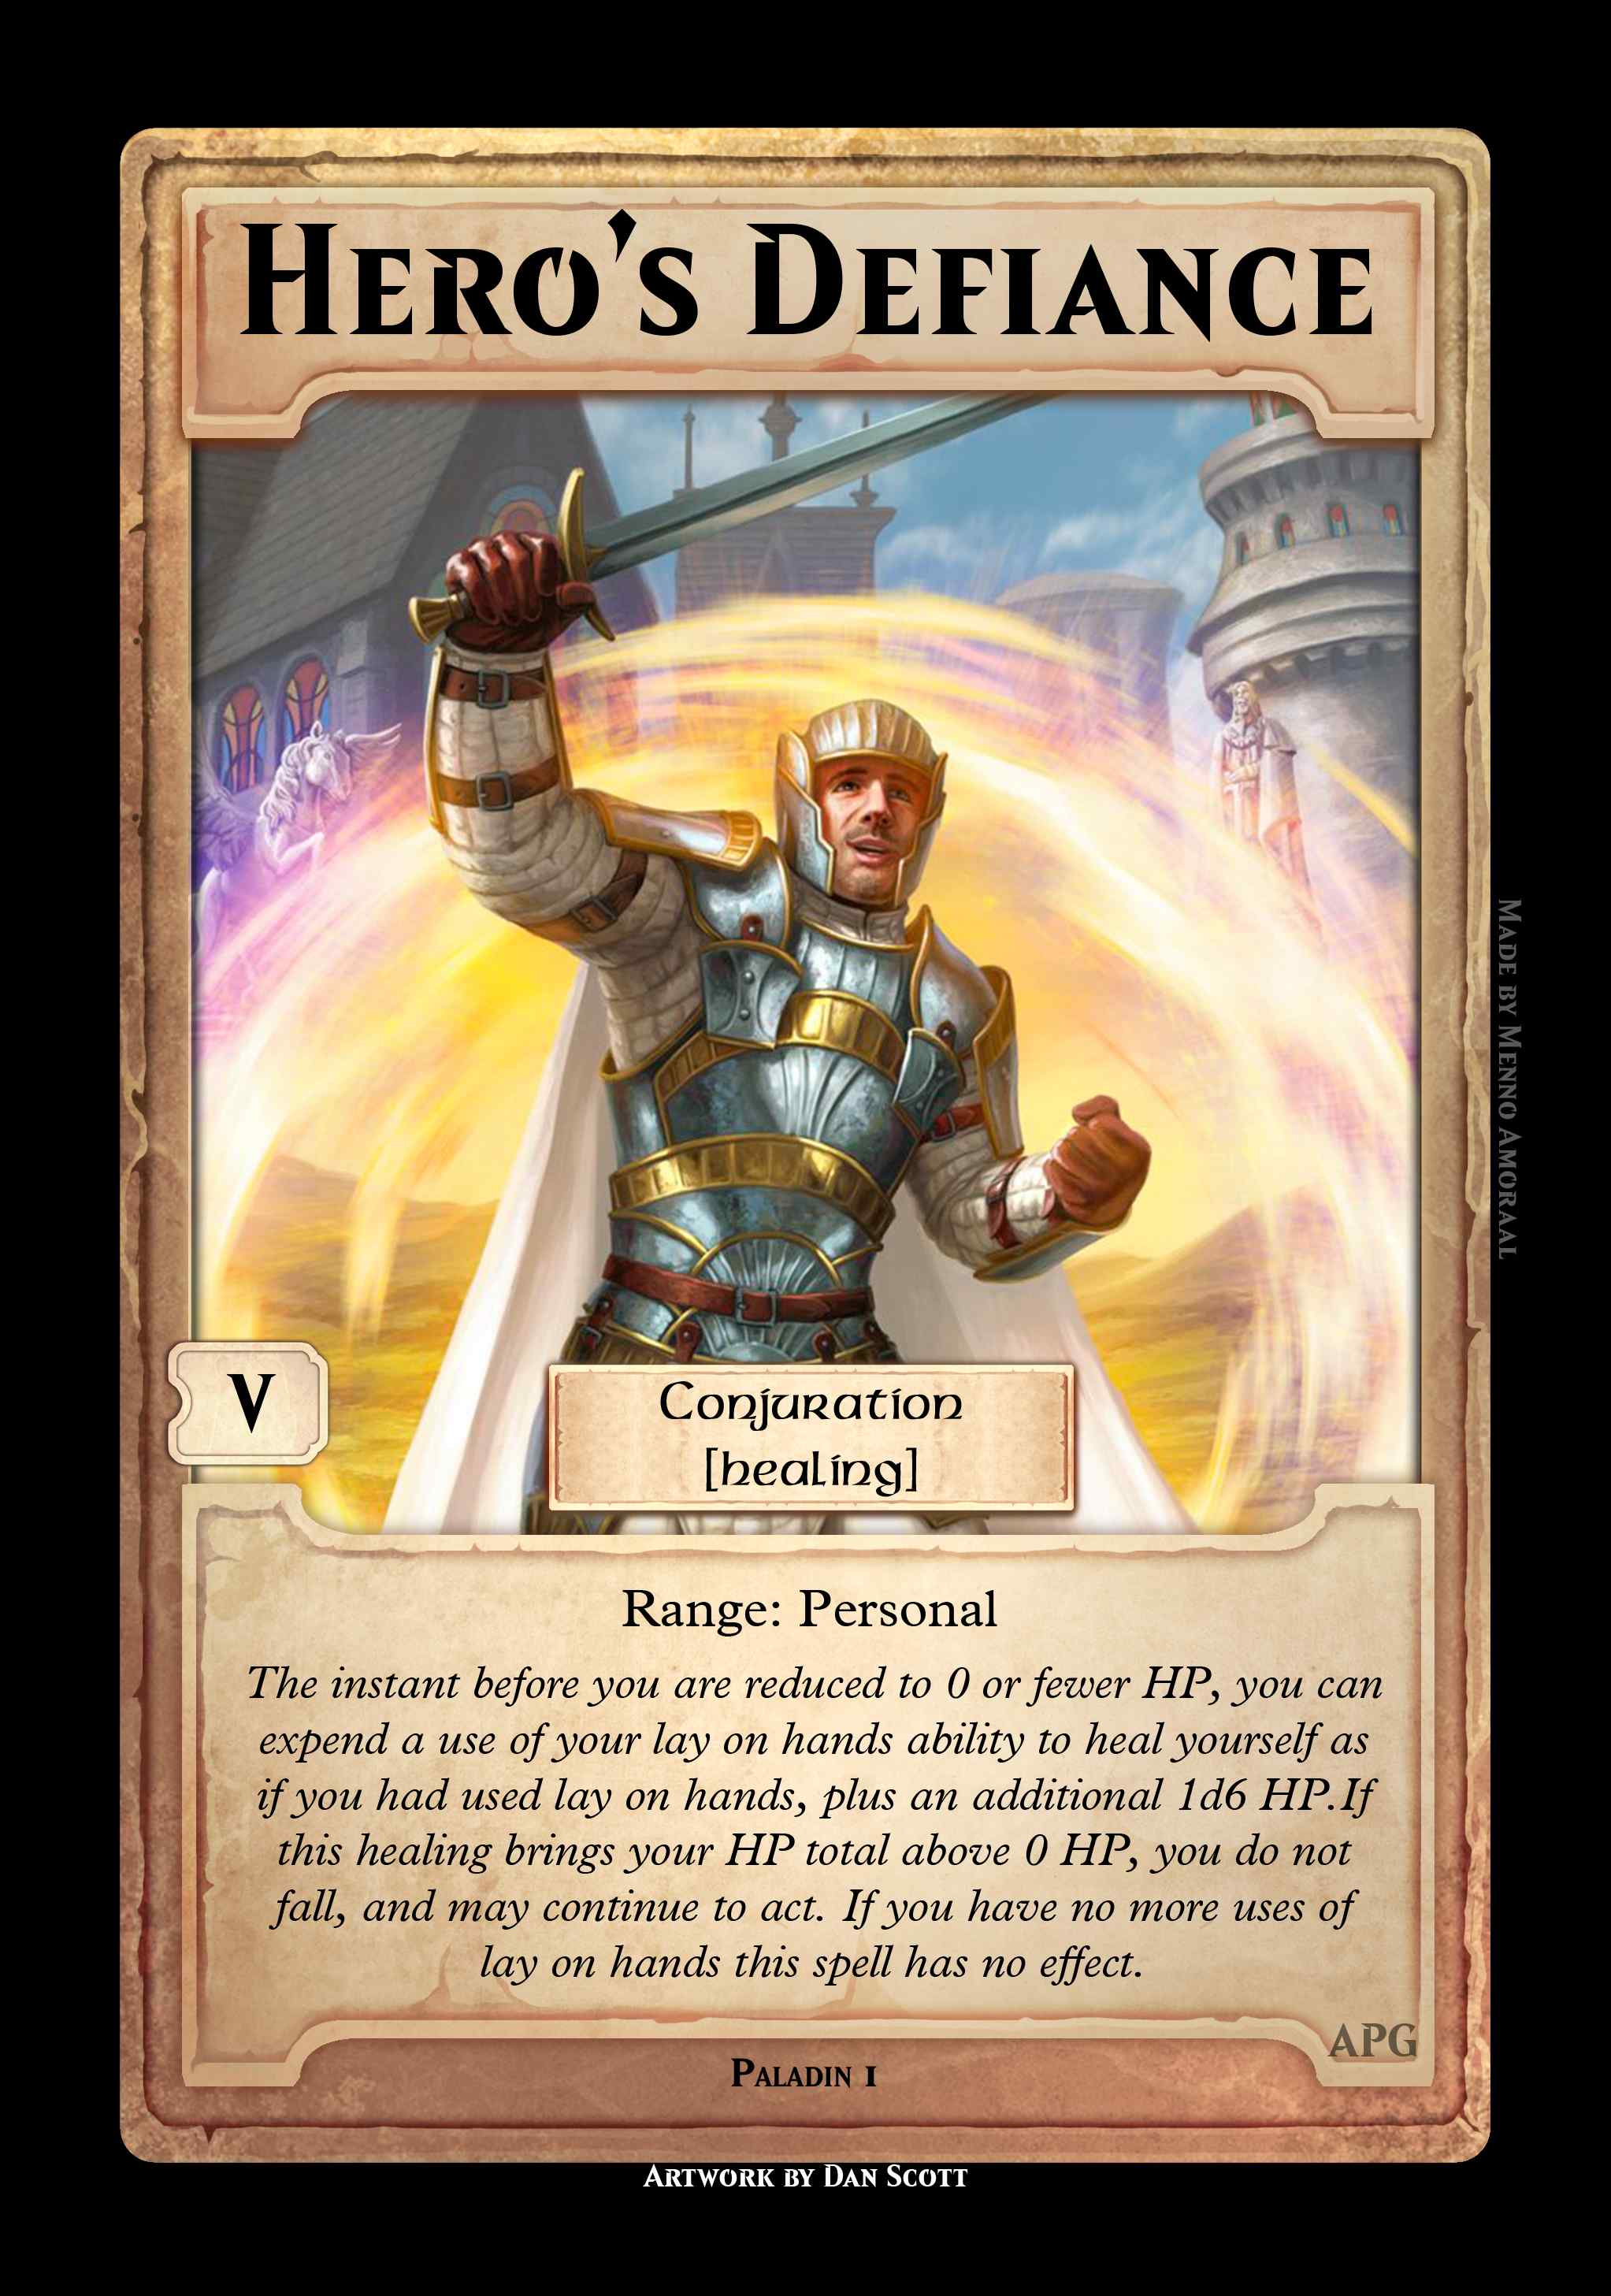 Hero's Defiance
V
Conjuration
[healing]
Range: Personal
The instant before you are reduced to 0 or fewer HP, you can
expend a use of your lay on hands ability to heal yourself as
if you had used lay on hands, plus an additional 1d6 HP.If
this healing brings your HP total above 0 HP, you do not
fall, and may continue to act. If you have no more uses of
lay on hands this spell has no effect.
APG
Paladin 1
Artwork by Dan Scott
Made by Menno Amoraal